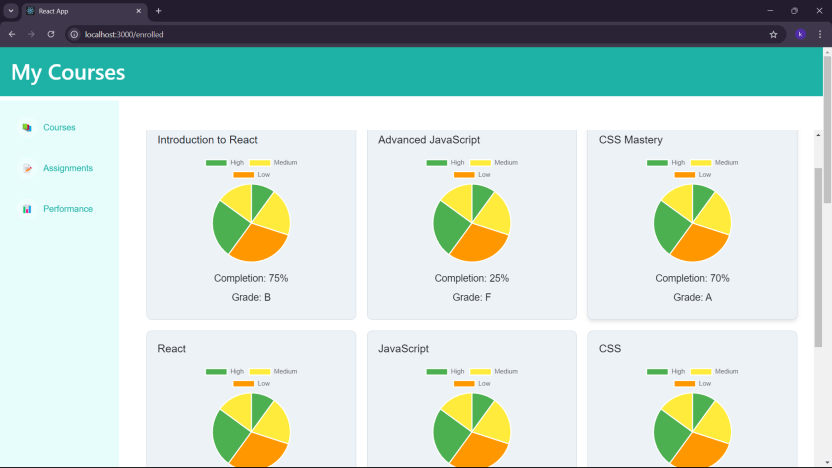 React App
localhost:3000/enrolled
k
My Courses
Courses
Assignments
Performance
Introduction to React
High Medium
Low
Completion: 75%
Grade: B
Advanced JavaScript
High Medium
Low
Completion: 25%
Grade: F
CSS Mastery
High Medium
Low
Completion: 70%
Grade: A
React
High Medium
Low
JavaScript
High Medium
Low
CSS
High Medium
Low